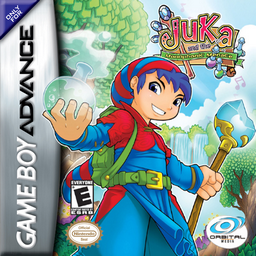 ONLY FOR
GAME BOY ADVANCE
Juka
and the
EVERYONE
E
ESRB
Official
Nintendo
Seal
ORBITAL
MEDIA